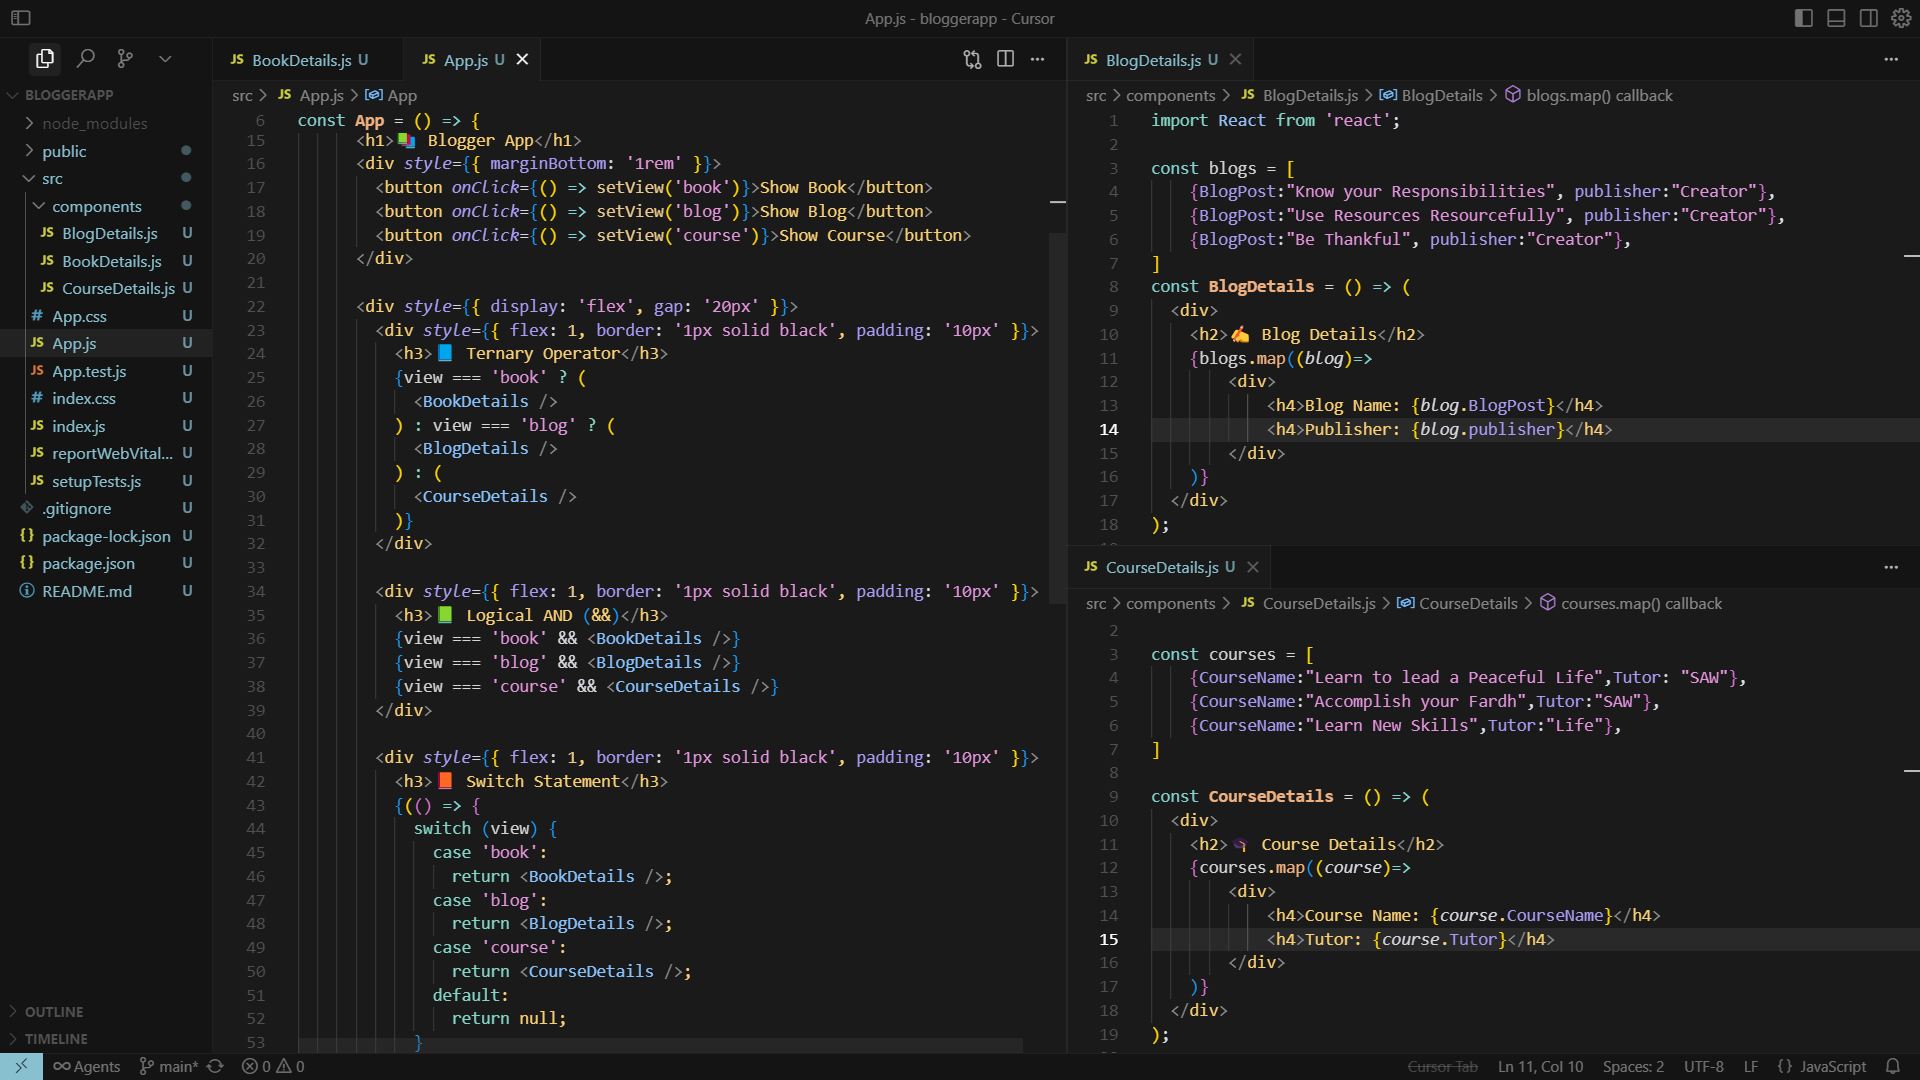 App.js - bloggerapp - Cursor
BLOGGERAPP
node_modules
public
src
components
JS BlogDetails.js U
JS BookDetails.js U
JS CourseDetails.js U
# App.css U
JS App.js U
JS App.test.js U
# index.css U
JS index.js U
JS reportWebVital... U
JS setupTests.js U
.gitignore U
{} package-lock.json U
{} package.json U
README.md U
OUTLINE
TIMELINE
JS BookDetails.js U
JS App.js U
src > JS App.js > App
6 const App = () => {
15 <h1>📚 Blogger App</h1>
16 <div style={{ marginBottom: '1rem' }}>
17 <button onClick={() => setView('book')}>Show Book</button>
18 <button onClick={() => setView('blog')}>Show Blog</button>
19 <button onClick={() => setView('course')}>Show Course</button>
20 </div>
21
22 <div style={{ display: 'flex', gap: '20px' }}>
23 <div style={{ flex: 1, border: '1px solid black', padding: '10px' }}>
24 <h3>📘 Ternary Operator</h3>
25 {view === 'book' ? (
26 <BookDetails />
27 ) : view === 'blog' ? (
28 <BlogDetails />
29 ) : (
30 <CourseDetails />
31 )}
32 </div>
33
34 <div style={{ flex: 1, border: '1px solid black', padding: '10px' }}>
35 <h3>📗 Logical AND (&&)</h3>
36 {view === 'book' && <BookDetails />}
37 {view === 'blog' && <BlogDetails />}
38 {view === 'course' && <CourseDetails />}
39 </div>
40
41 <div style={{ flex: 1, border: '1px solid black', padding: '10px' }}>
42 <h3>📕 Switch Statement</h3>
43 {(() => {
44 switch (view) {
45 case 'book':
46 return <BookDetails />;
47 case 'blog':
48 return <BlogDetails />;
49 case 'course':
50 return <CourseDetails />;
51 default:
52 return null;
53 }
JS BlogDetails.js U
src > components > JS BlogDetails.js > BlogDetails > blogs.map() callback
1 import React from 'react';
2
3 const blogs = [
4 {BlogPost:"Know your Responsibilities", publisher:"Creator"},
5 {BlogPost:"Use Resources Resourcefully", publisher:"Creator"},
6 {BlogPost:"Be Thankful", publisher:"Creator"},
7 ]
8 const BlogDetails = () => (
9 <div>
10 <h2>✍️ Blog Details</h2>
11 {blogs.map((blog)=>
12 <div>
13 <h4>Blog Name: {blog.BlogPost}</h4>
14 <h4>Publisher: {blog.publisher}</h4>
15 </div>
16 )}
17 </div>
18 );
JS CourseDetails.js U
src > components > JS CourseDetails.js > CourseDetails > courses.map() callback
2
3 const courses = [
4 {CourseName:"Learn to lead a Peaceful Life",Tutor: "SAW"},
5 {CourseName:"Accomplish your Fardh",Tutor:"SAW"},
6 {CourseName:"Learn New Skills",Tutor:"Life"},
7 ]
8
9 const CourseDetails = () => (
10 <div>
11 <h2>🎓 Course Details</h2>
12 {courses.map((course)=>
13 <div>
14 <h4>Course Name: {course.CourseName}</h4>
15 <h4>Tutor: {course.Tutor}</h4>
16 </div>
17 )}
18 </div>
19 );
Agents main* 0 0 Cursor Tab Ln 11, Col 10 Spaces: 2 UTF-8 LF {} JavaScript